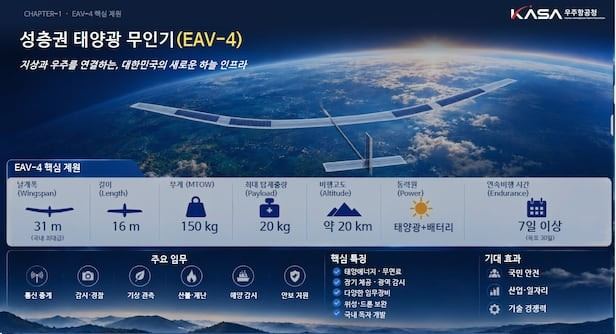 CHAPTER-1 · EAV-4 핵심 제원
KASA 우주항공청
성층권 태양광 무인기(EAV-4)
지상과 우주를 연결하는, 대한민국의 새로운 하늘 인프라
EAV-4 핵심 제원
날개폭
(Wingspan)
31 m
(국내 최대급)
길이
(Length)
16 m
무게 (MTOW)
150 kg
최대 탑재중량
(Payload)
20 kg
비행고도
(Altitude)
약 20 km
동력원
(Power)
태양광+배터리
연속비행 시간
(Endurance)
7일 이상
(목표 30일)
주요 임무
통신 중계
감시·정찰
기상 관측
산불·재난
해양 감시
안보 지원
핵심 특징
태양에너지·무연료
장기 체공·광역 감시
다양한 임무장비
위성·드론 보완
국내 독자 개발
기대 효과
국민 안전
산업·일자리
기술 경쟁력